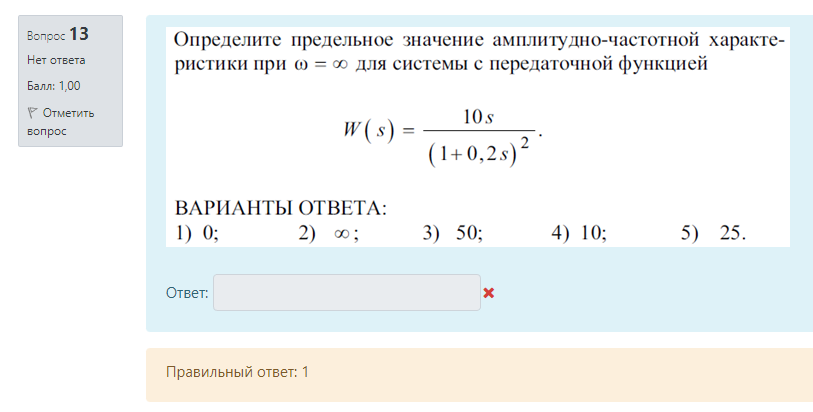 Вопрос 13
Нет ответа
Балл: 1,00
Отметить
вопрос
Определите предельное значение амплитудно-частотной характе-
ристики при ω = ∞ для системы с передаточной функцией
W(s) = 10s / (1+0,2s)².
ВАРИАНТЫ ОТВЕТА:
1) 0; 2) ∞; 3) 50; 4) 10; 5) 25.
Ответ:
Правильный ответ: 1